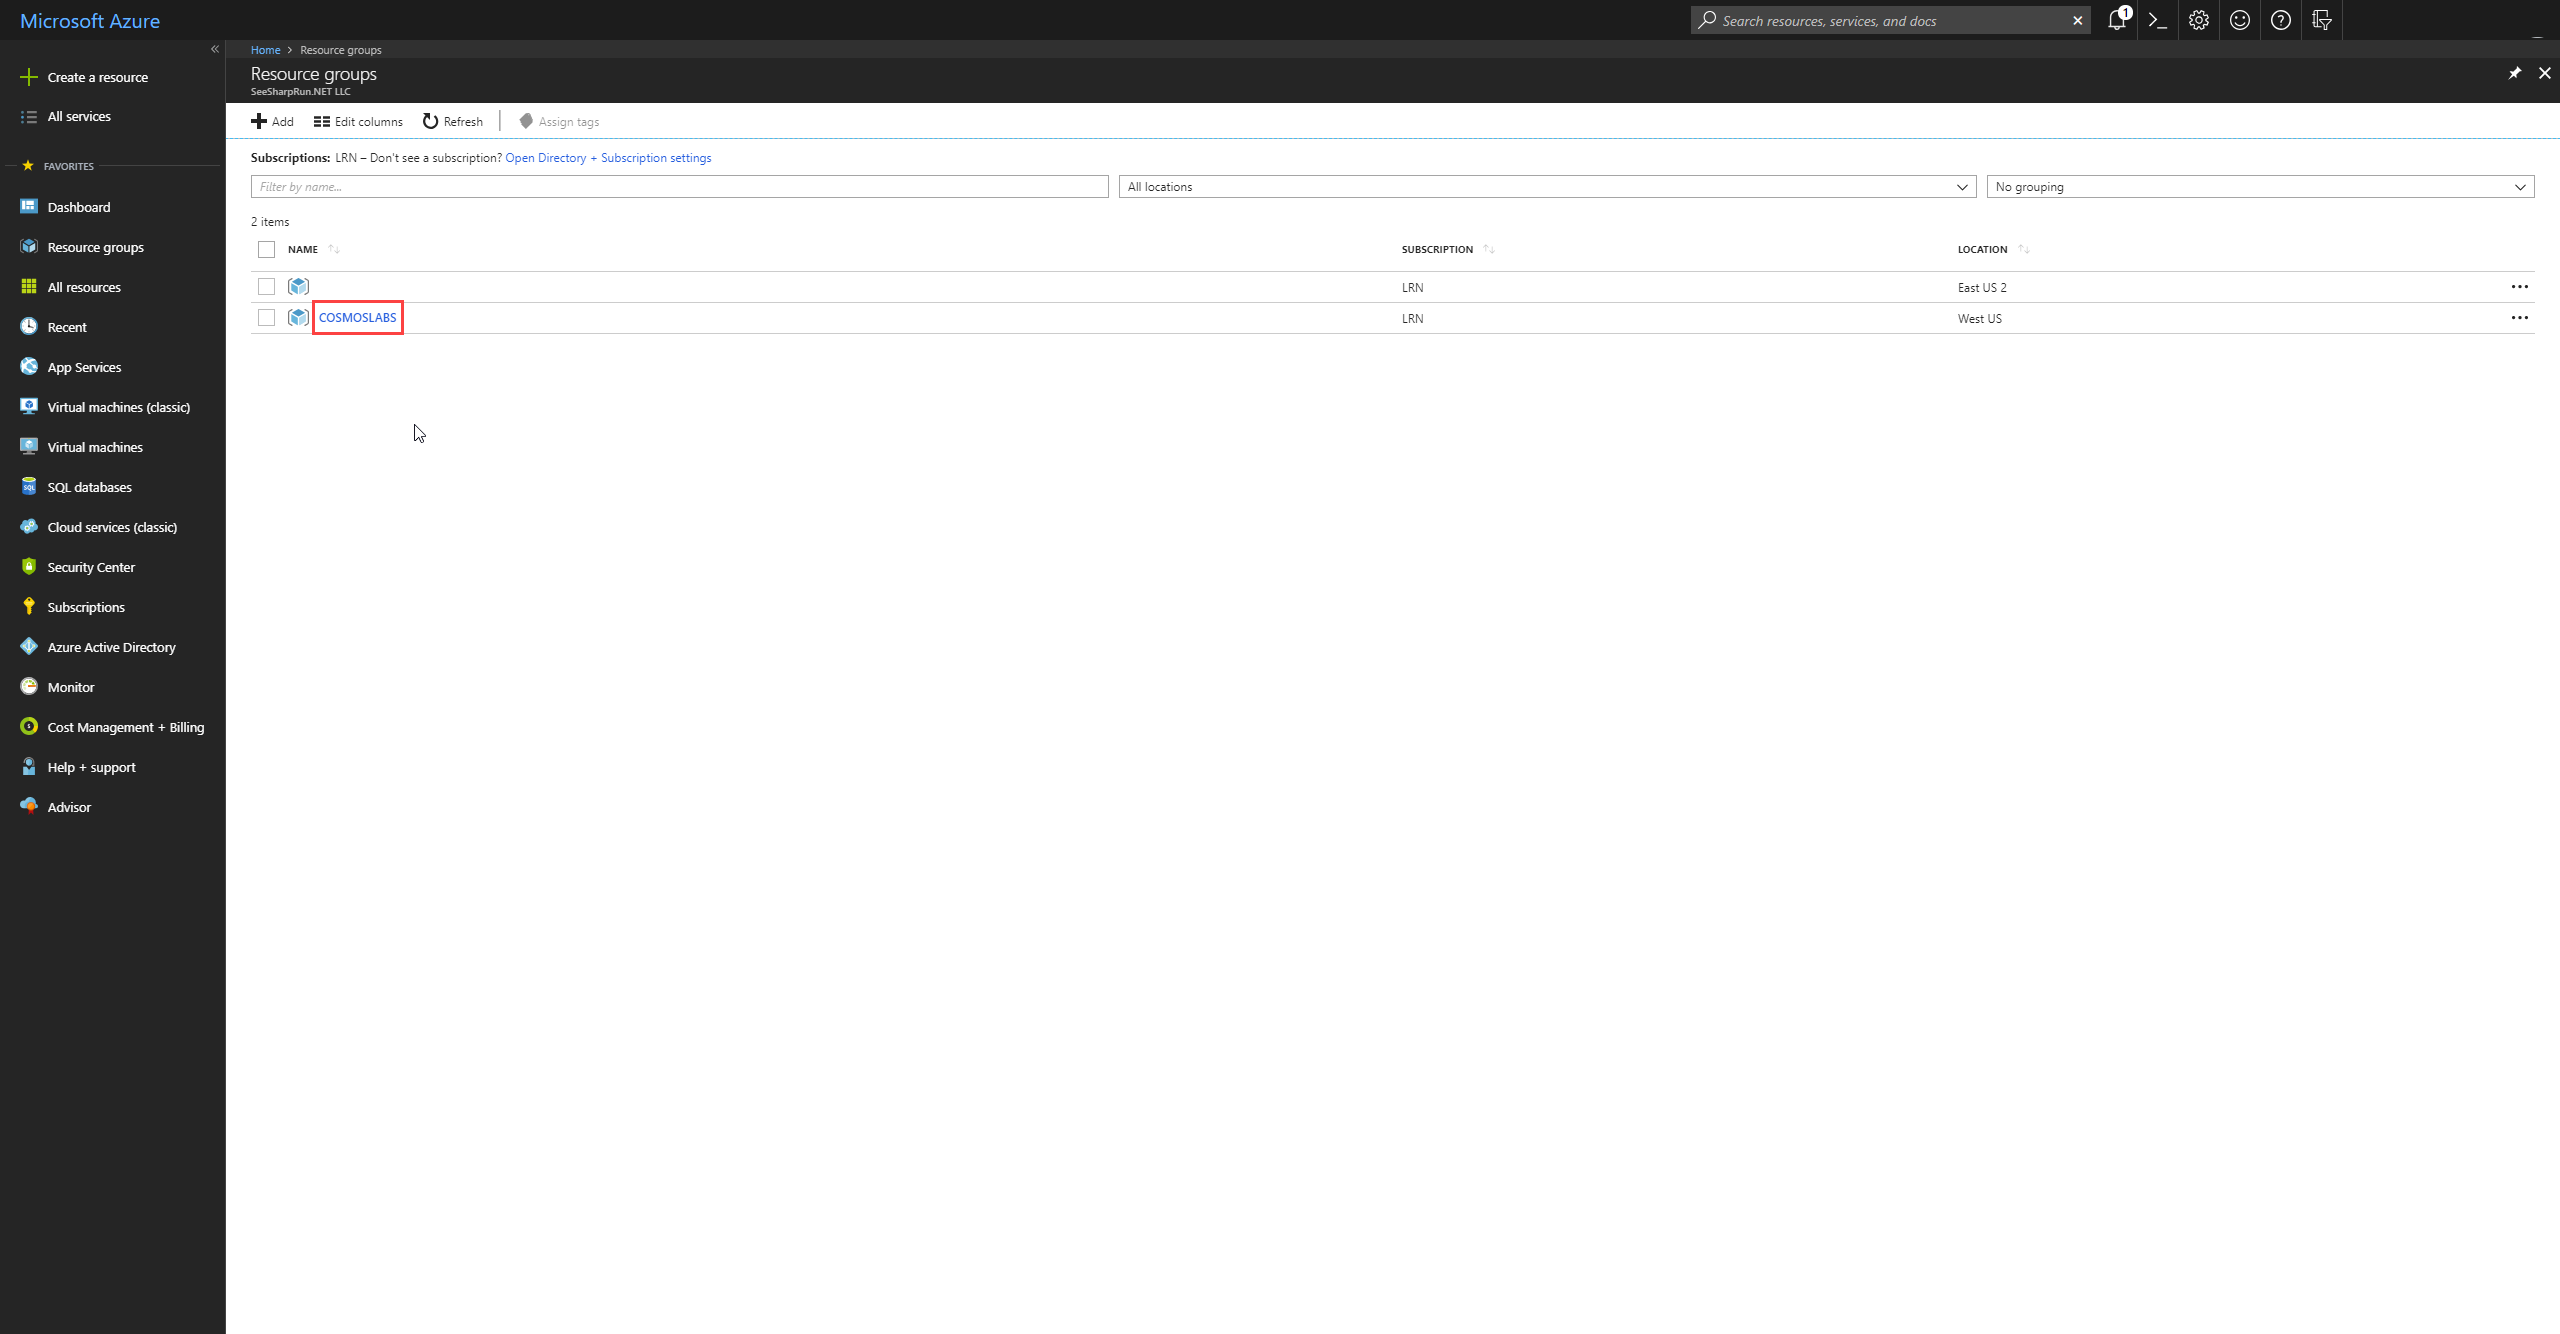 Microsoft Azure
Search resources, services, and docs
1
Home > Resource groups
Resource groups
SeeSharpRun.NET LLC
Create a resource
All services
FAVORITES
Dashboard
Resource groups
All resources
Recent
App Services
Virtual machines (classic)
Virtual machines
SQL databases
Cloud services (classic)
Security Center
Subscriptions
Azure Active Directory
Monitor
Cost Management + Billing
Help + support
Advisor
Add Edit columns Refresh Assign tags
Subscriptions: LRN – Don't see a subscription? Open Directory + Subscription settings
Filter by name... All locations No grouping
2 items
NAME SUBSCRIPTION LOCATION
LRN East US 2
COSMOSLABS LRN West US